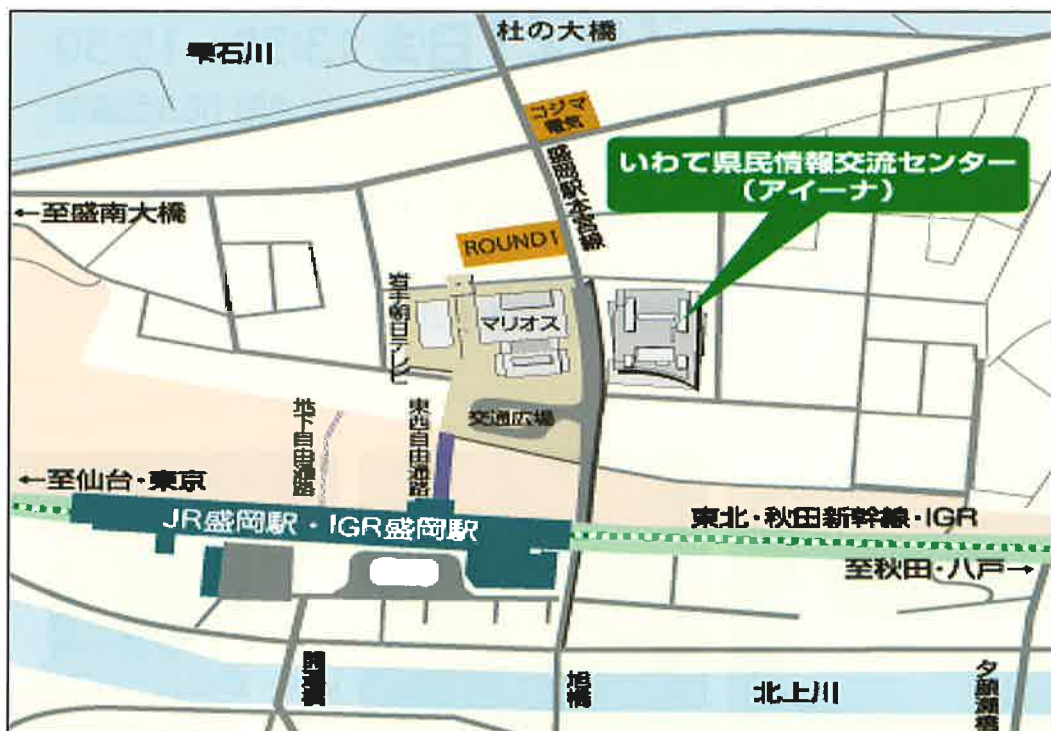 雫石川
杜の大橋
コジマ
電気
盛岡駅本宮線
いわて県民情報交流センター
(アイーナ)
←至盛南大橋
ROUND1
岩手朝日テレビ
マリオス
地下自由通路
東西自由通路
交通広場
←至仙台・東京
JR盛岡駅・IGR盛岡駅
東北・秋田新幹線・IGR
至秋田・八戸→
開運橋
旭橋
北上川
夕顔瀬橋